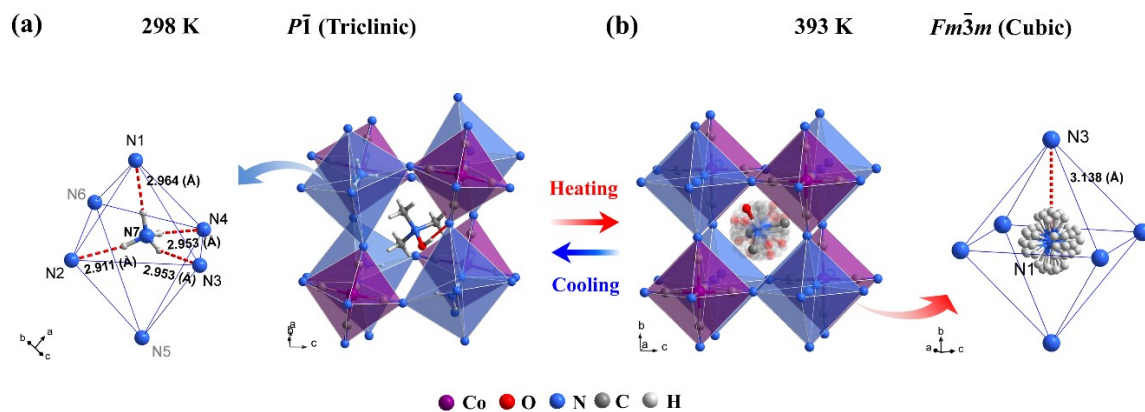 (a) 298 K P1̄ (Triclinic)
(b) 393 K Fm3̄m (Cubic)
N1
2.964 (Å)
N6
N7
N4
2.953 (Å)
N2
2.911 (Å)
2.953 (Å)
N3
N5
a
b
c
a
b
c
Heating
Cooling
b
a
c
N3
3.138 (Å)
N1
b
a
c
Co O N C H